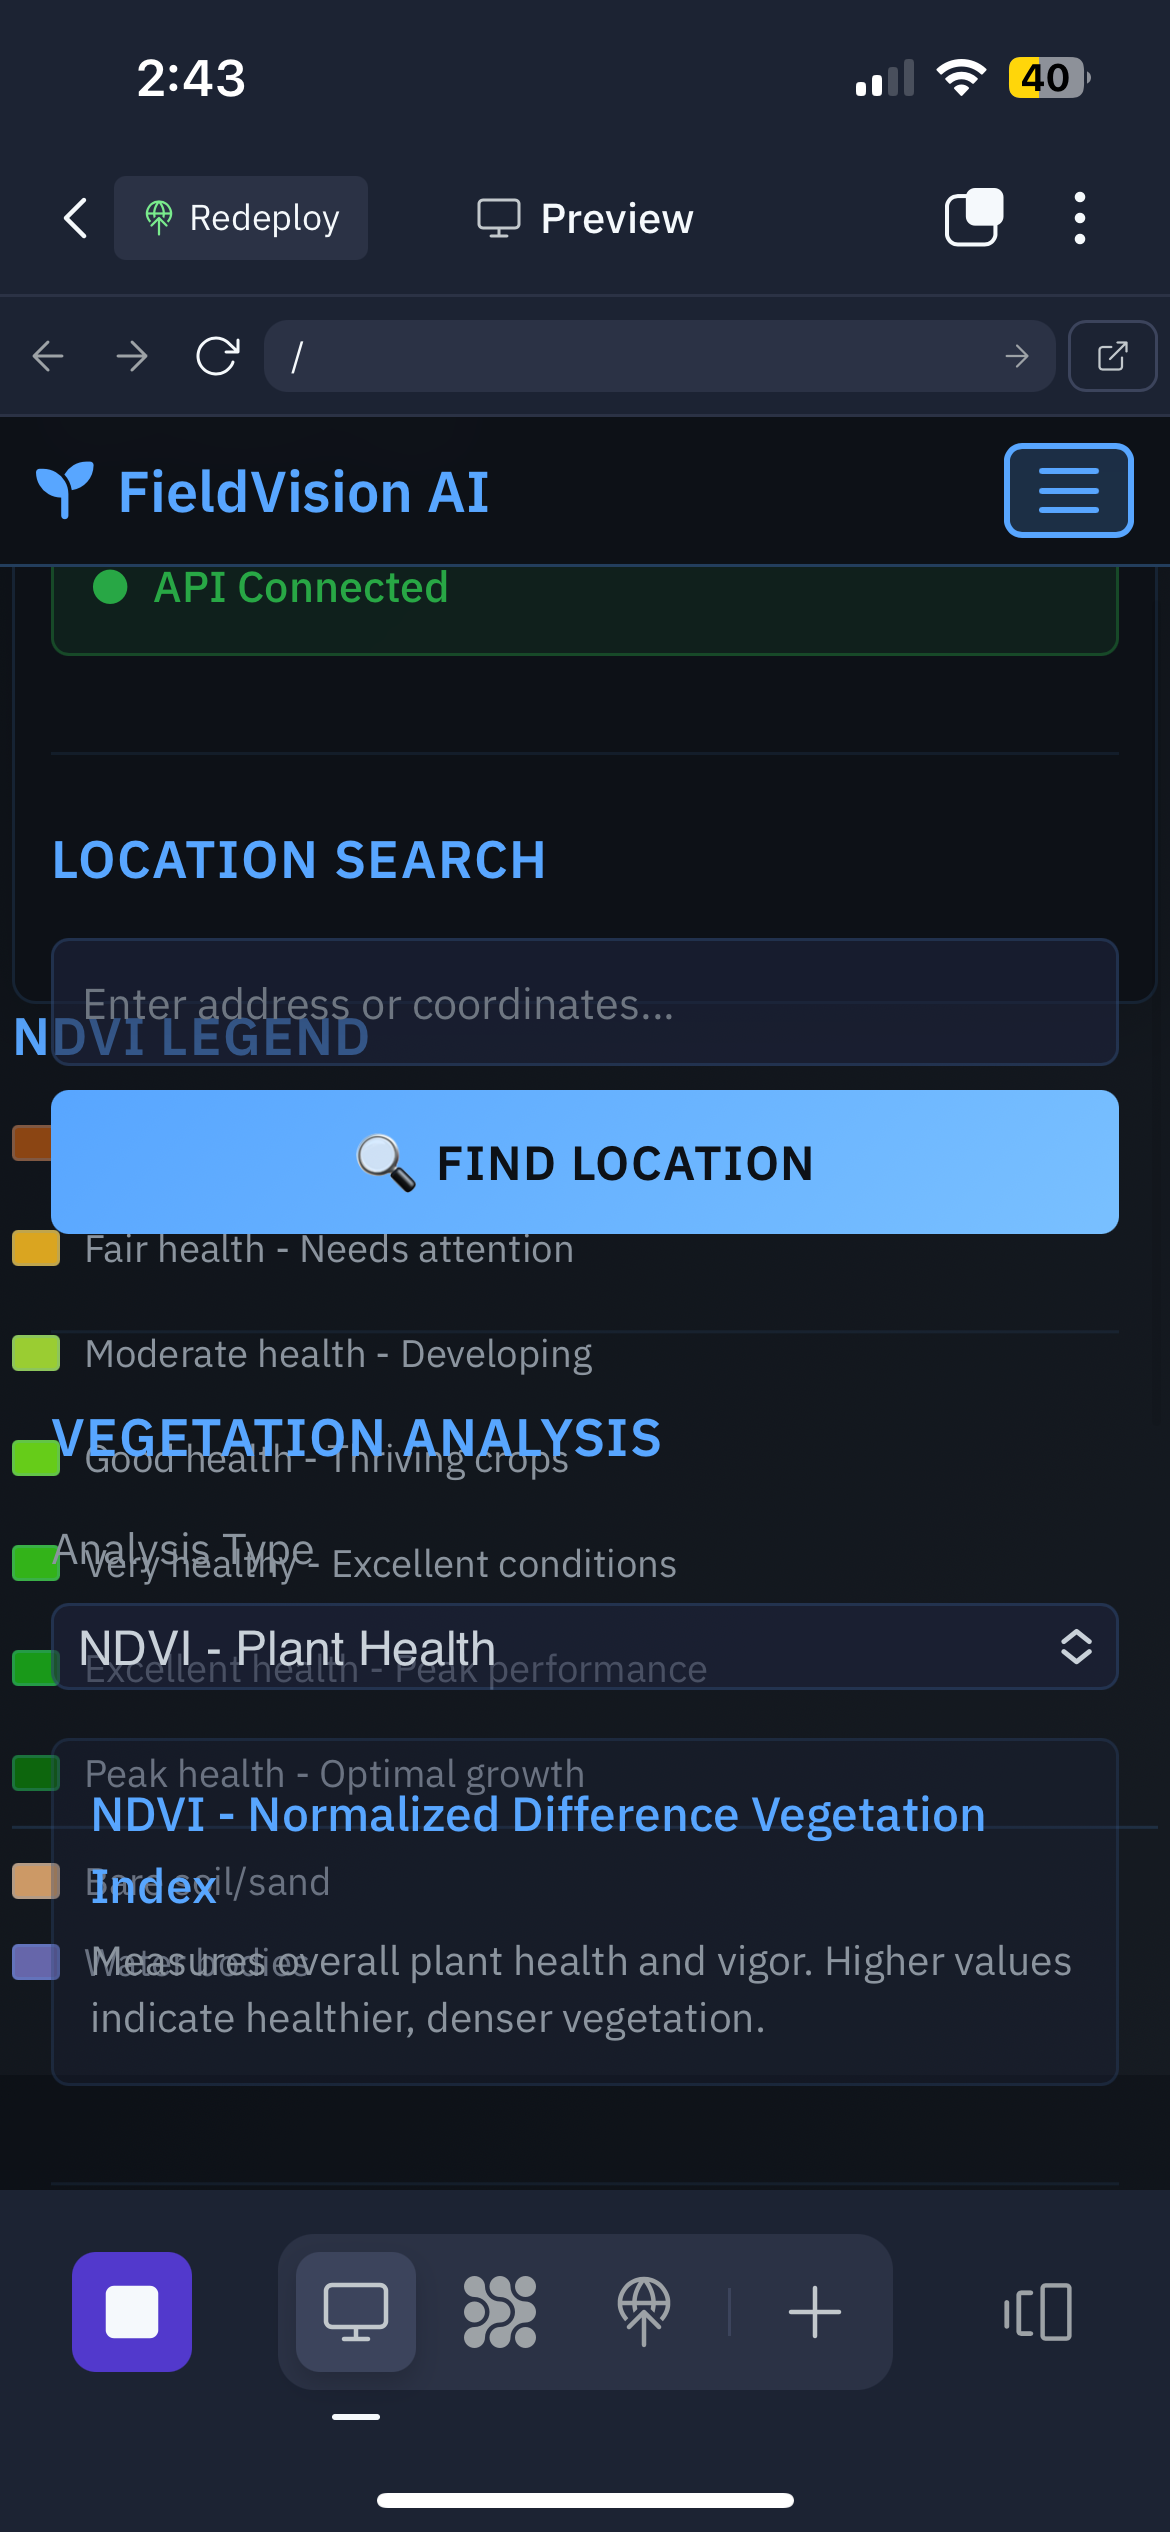 2:43
40
Redeploy
Preview
/
FieldVision AI
API Connected
LOCATION SEARCH
Enter address or coordinates...
NDVI LEGEND
🔍 FIND LOCATION
Fair health - Needs attention
Moderate health - Developing
VEGETATION ANALYSIS
Good health - Thriving crops
Analysis Type
Very healthy - Excellent conditions
NDVI - Plant Health
Excellent health - Peak performance
Peak health - Optimal growth
NDVI - Normalized Difference Vegetation
Index
Bare soil/sand
Measures overall plant health and vigor. Higher values
Water bodies
indicate healthier, denser vegetation.